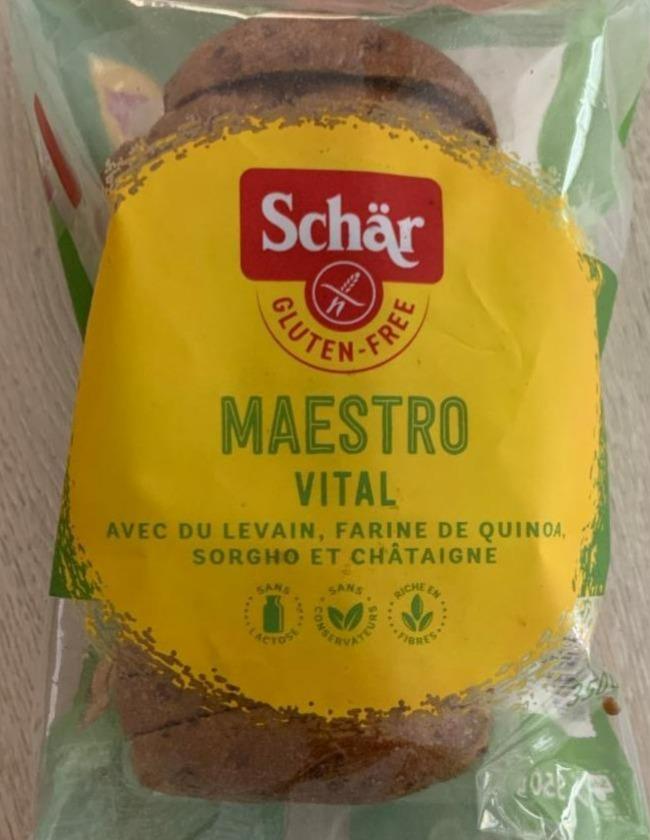 Schär
GLUTEN-FREE
MAESTRO
VITAL
AVEC DU LEVAIN, FARINE DE QUINOA,
SORGHO ET CHÂTAIGNE
SANS LACTOSE
SANS CONSERVATEURS
RICHE EN FIBRES